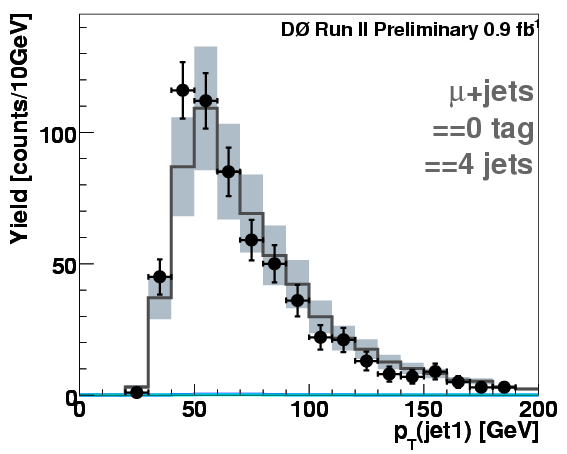 DØ Run II Preliminary 0.9 fb-1
μ+jets
==0 tag
==4 jets
Yield [counts/10GeV]
100
50
0
0 50 100 150 200
pT(jet1) [GeV]